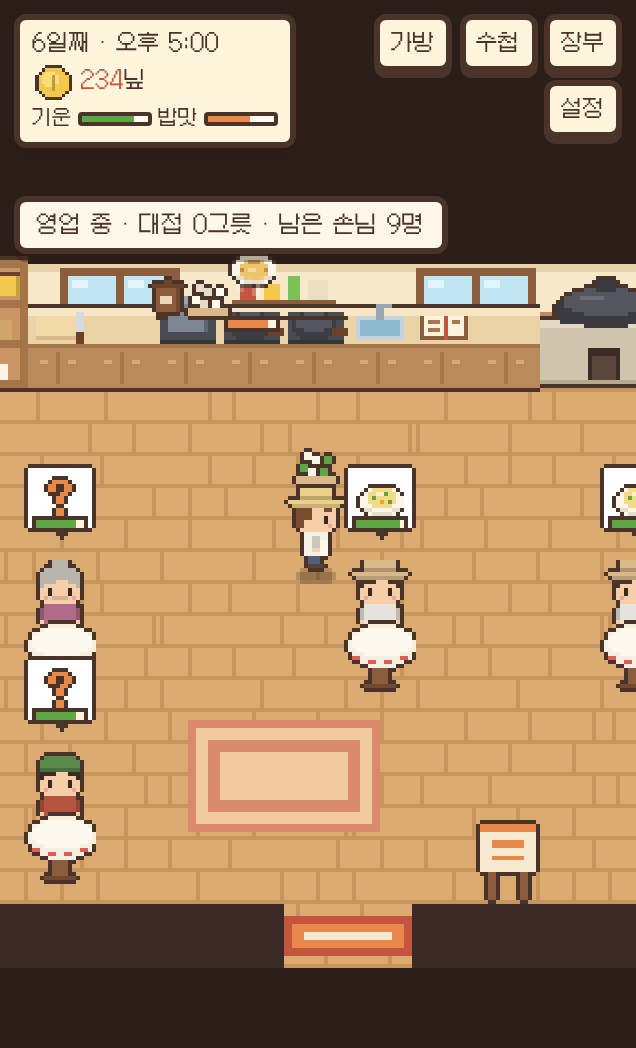 6일째 · 오후 5:00
234닢
기운 밥맛
가방
수첩
장부
설정
영업 중 · 대접 0그릇 · 남은 손님 9명
?
?